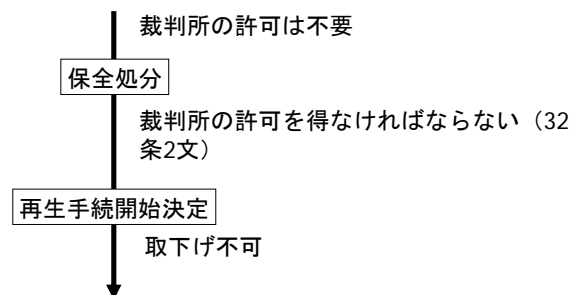 裁判所の許可は不要
保全処分
裁判所の許可を得なければならない（32
条2文）
再生手続開始決定
取下げ不可